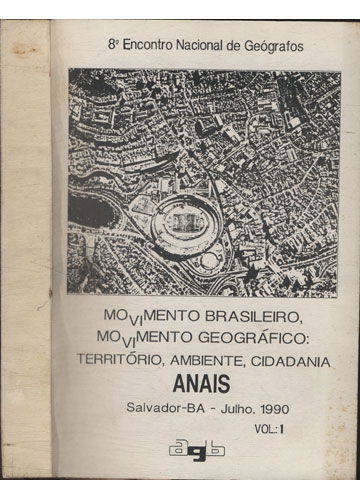 8º Encontro Nacional de Geógrafos
MOVIMENTO BRASILEIRO,
MOVIMENTO GEOGRÁFICO:
TERRITÓRIO, AMBIENTE, CIDADANIA
ANAIS
Salvador-BA - Julho, 1990
VOL.: 1
agb